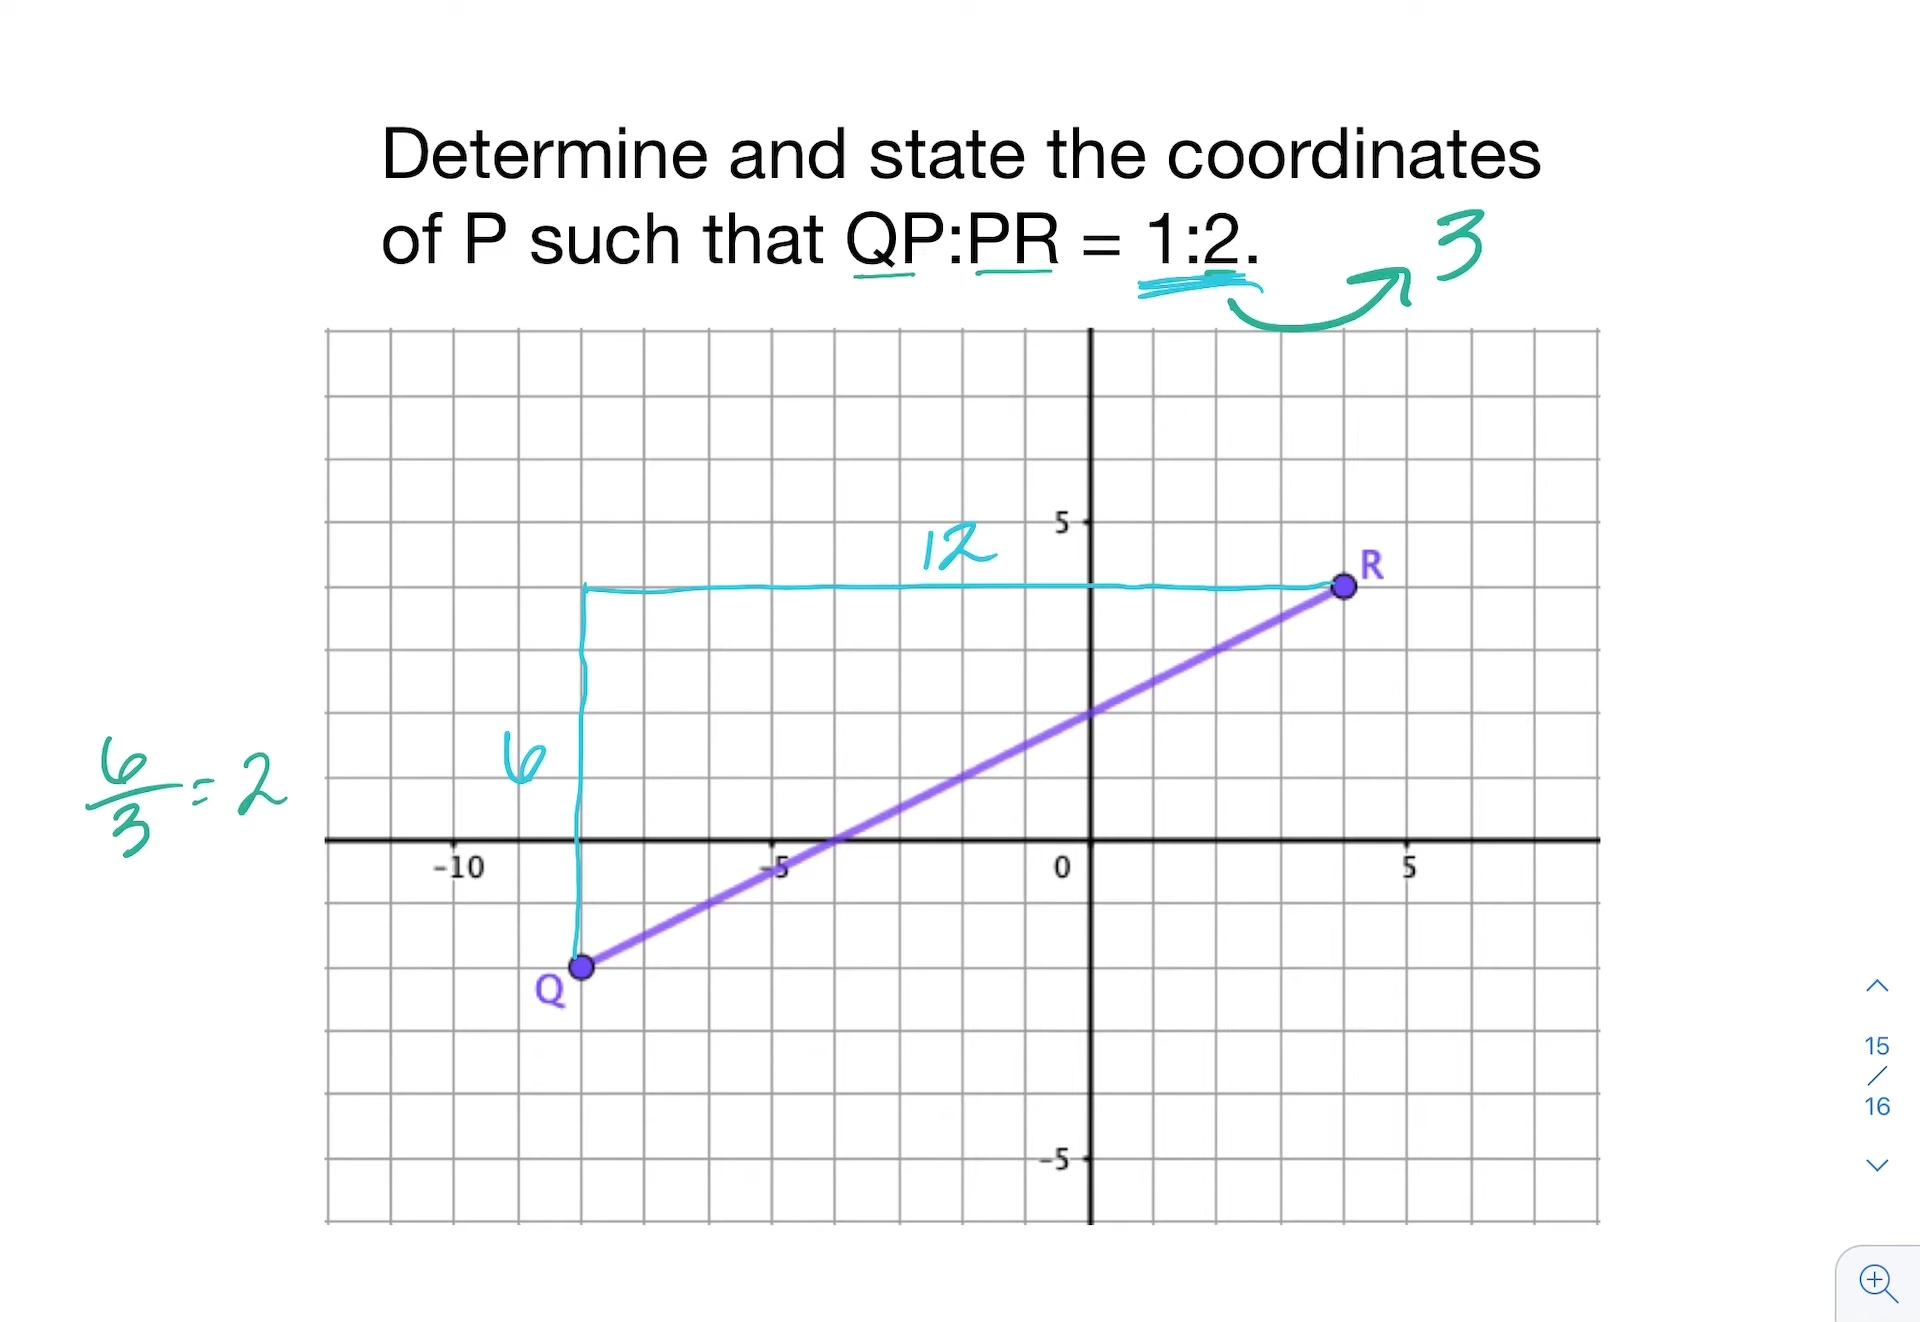 Determine and state the coordinates
of P such that QP:PR = 1:2.
3
5
12
R
6
6/3 = 2
-10
-5
0
5
Q
-5
15
/
16